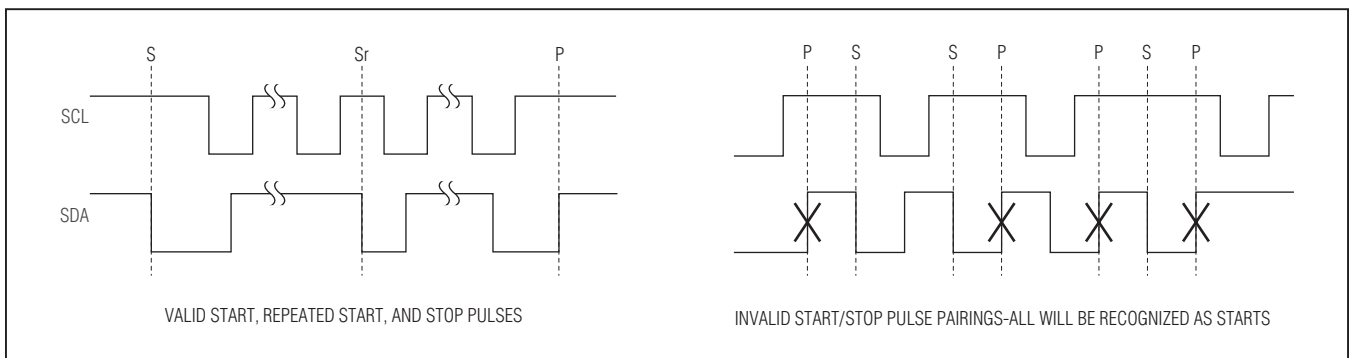 S Sr P
SCL
SDA
VALID START, REPEATED START, AND STOP PULSES
P S S P P S P
INVALID START/STOP PULSE PAIRINGS-ALL WILL BE RECOGNIZED AS STARTS